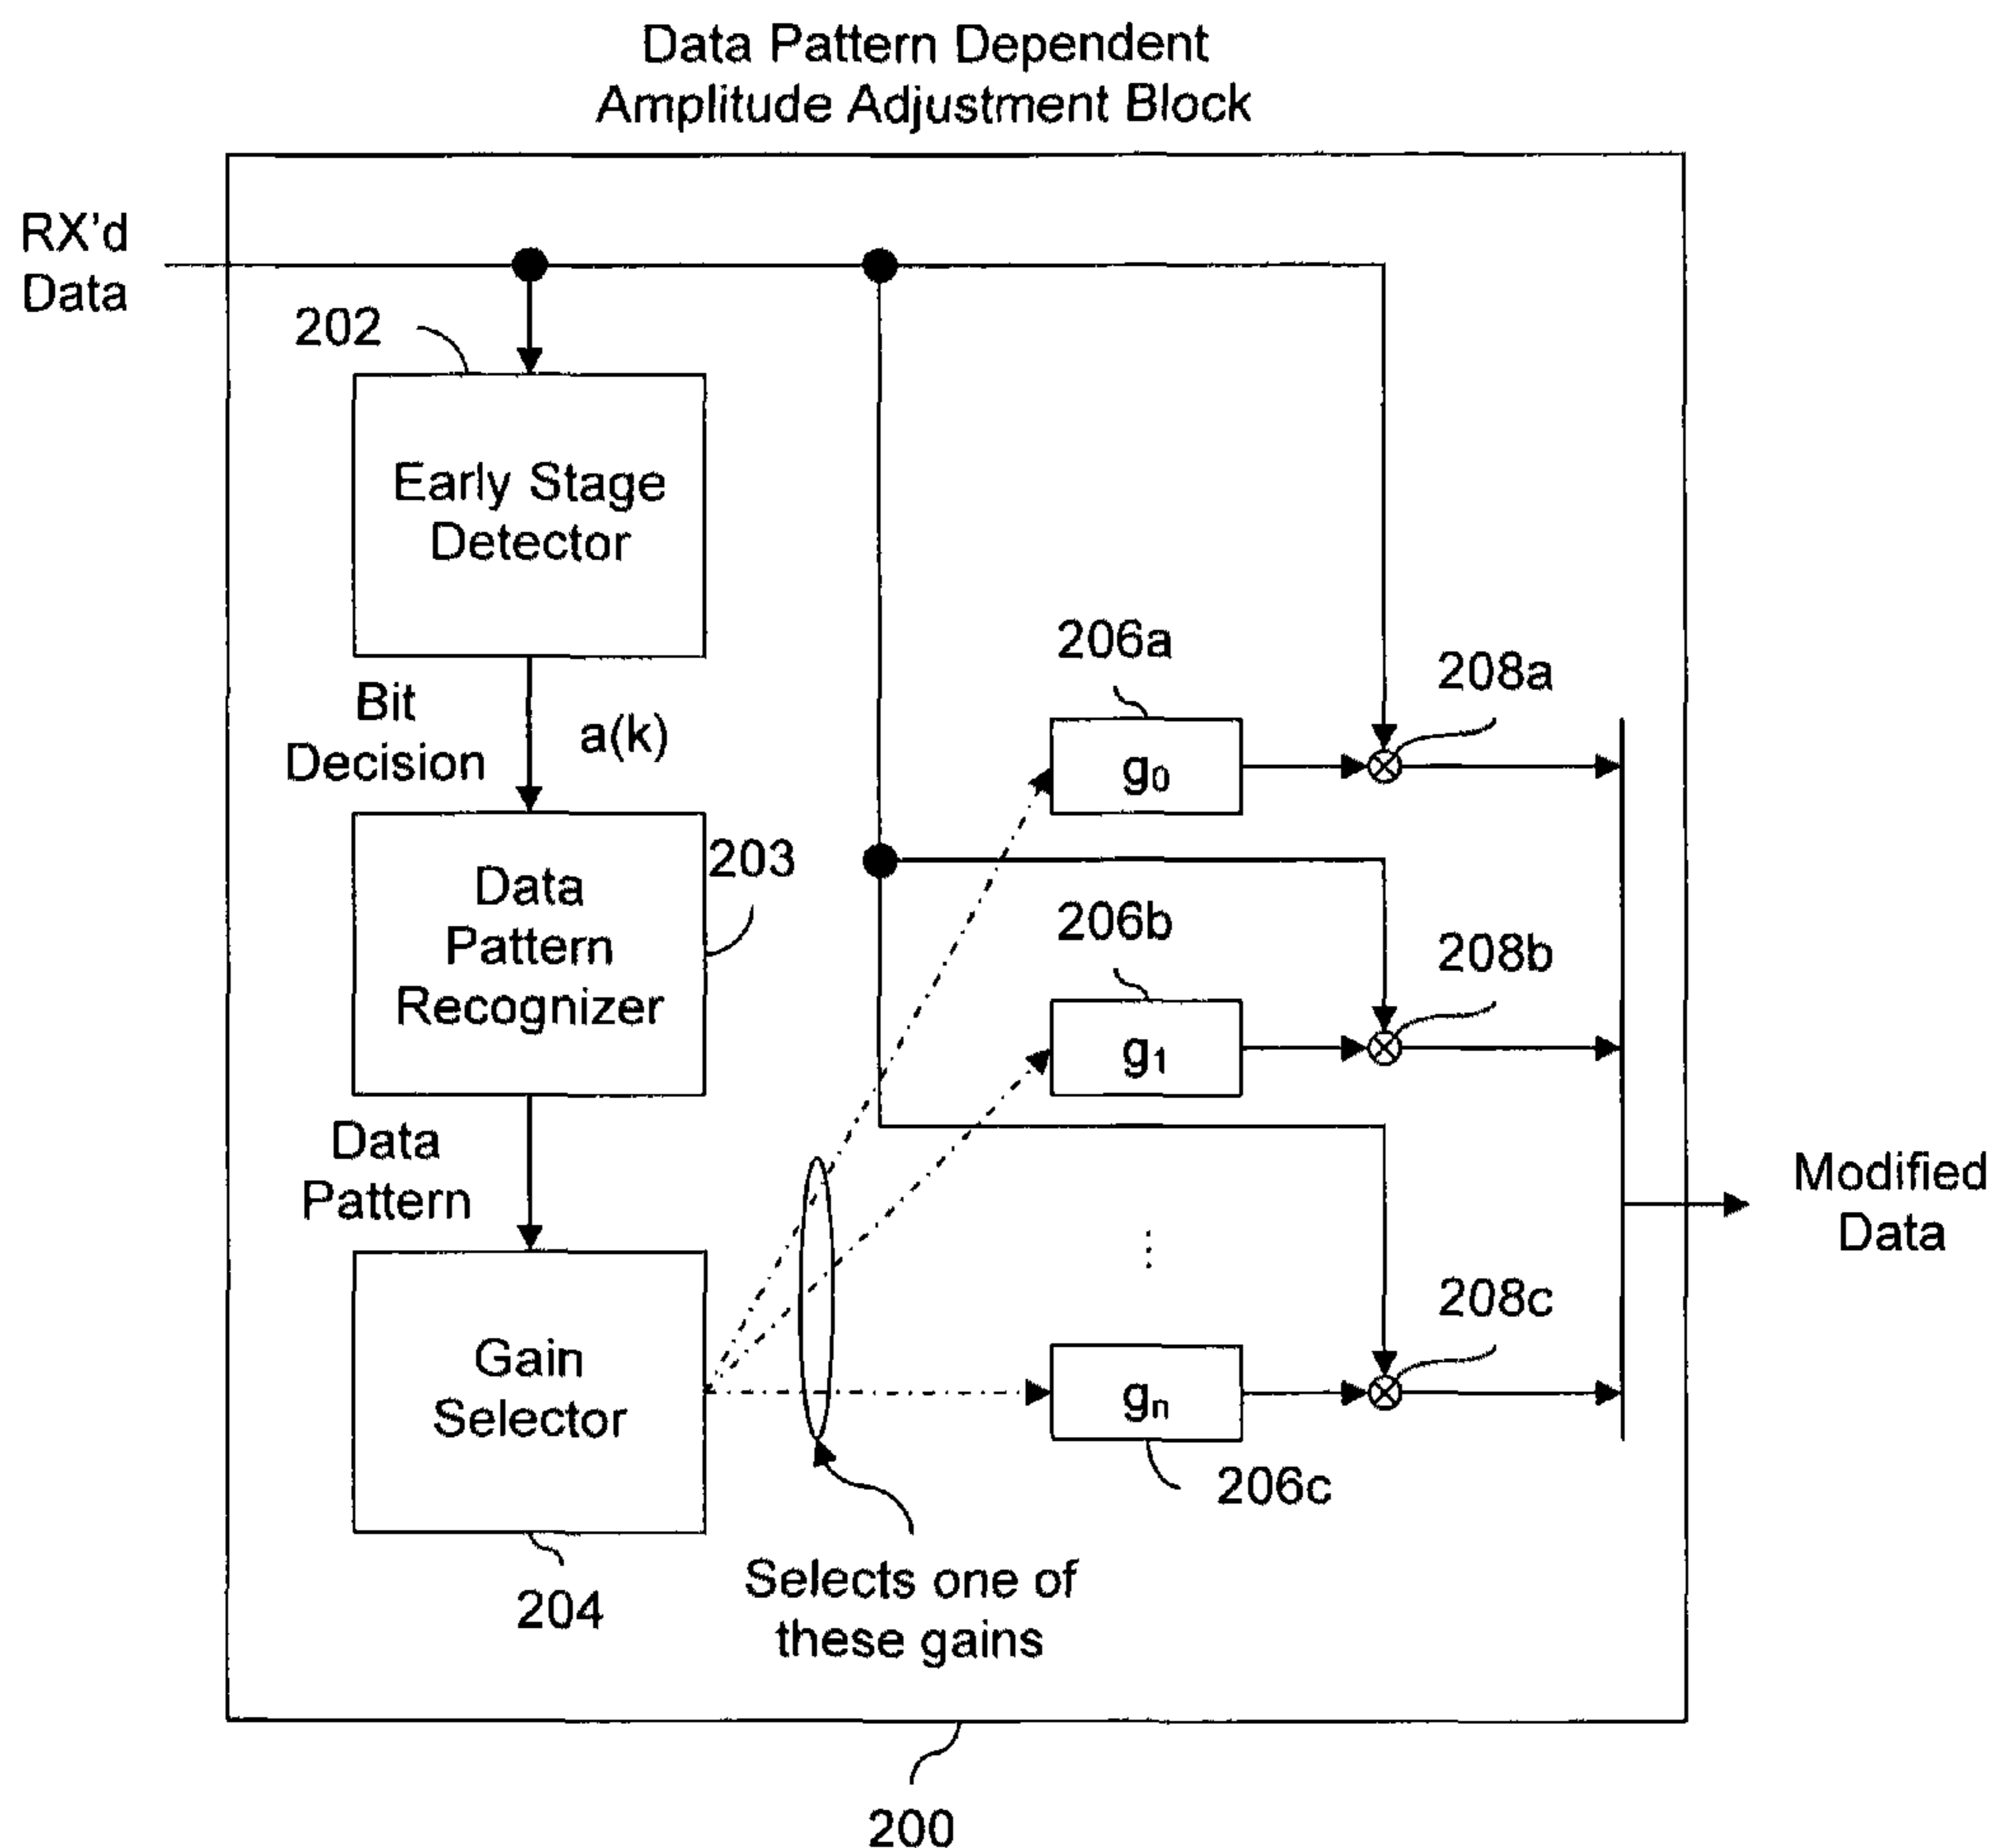 Data Pattern Dependent
Amplitude Adjustment Block
RX'd
Data
202
Early Stage
Detector
Bit
Decision
a(k)
Data
Pattern
Recognizer
203
Data
Pattern
Gain
Selector
204
Selects one of
these gains
206a
g₀
208a
206b
g₁
208b
⋮
gₙ
206c
208c
Modified
Data
200